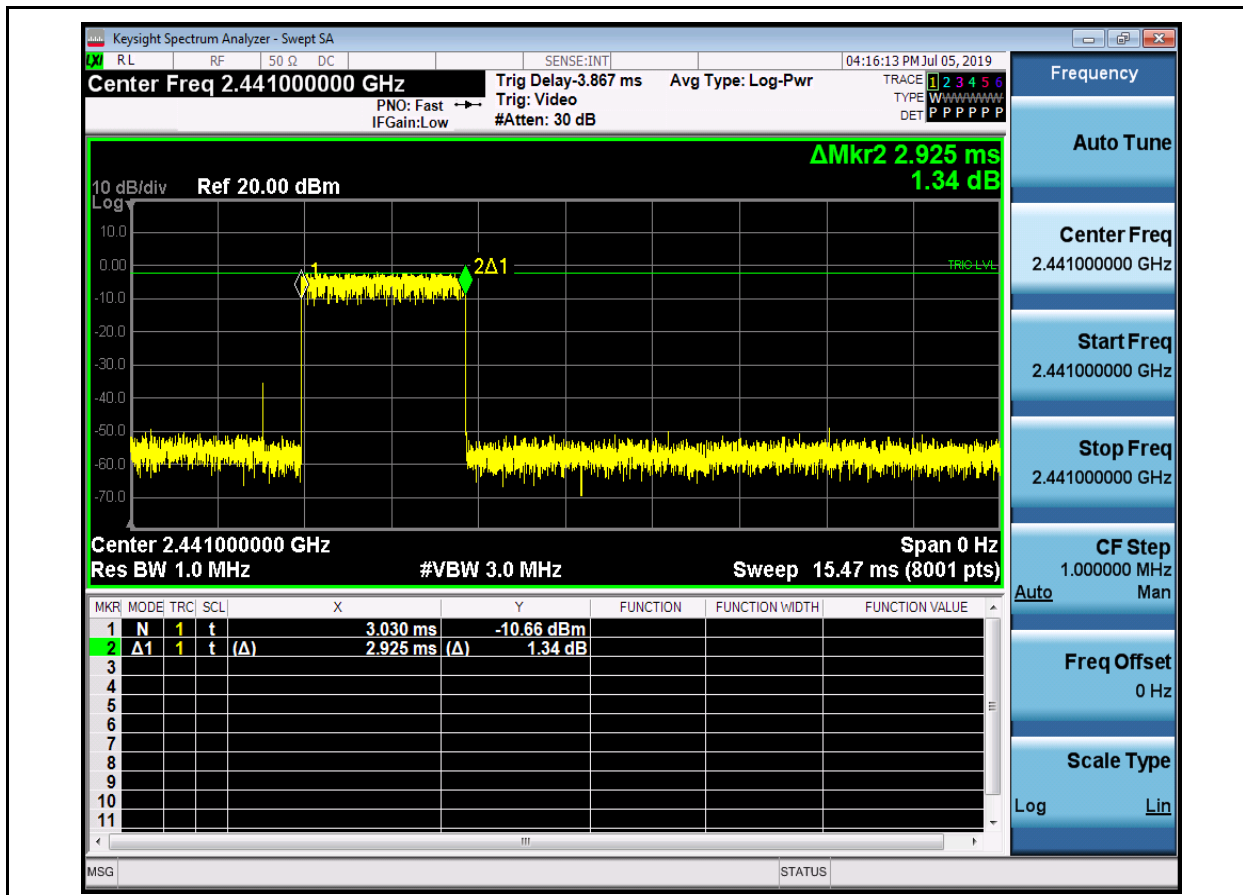 Keysight Spectrum Analyzer - Swept SA
LXI RL RF 50 Ω DC SENSE:INT 04:16:13 PM Jul 05, 2019
Center Freq 2.441000000 GHz
PNO: Fast
IFGain:Low
Trig Delay-3.867 ms
Trig: Video
#Atten: 30 dB
Avg Type: Log-Pwr
TRACE 1 2 3 4 5 6
TYPE WWWWWW
DET P P P P P P
ΔMkr2 2.925 ms
1.34 dB
10 dB/div Ref 20.00 dBm
Log
10.0
0.00
-10.0
-20.0
-30.0
-40.0
-50.0
-60.0
-70.0
1
2Δ1
TRIG LVL
Center 2.441000000 GHz Span 0 Hz
Res BW 1.0 MHz #VBW 3.0 MHz Sweep 15.47 ms (8001 pts)
MKR MODE TRC SCL X Y FUNCTION FUNCTION WIDTH FUNCTION VALUE
1 N 1 t 3.030 ms -10.66 dBm
2 Δ1 1 t (Δ) 2.925 ms (Δ) 1.34 dB
3
4
5
6
7
8
9
10
11
MSG STATUS
Frequency
Auto Tune
Center Freq
2.441000000 GHz
Start Freq
2.441000000 GHz
Stop Freq
2.441000000 GHz
CF Step
1.000000 MHz
Auto Man
Freq Offset
0 Hz
Scale Type
Log Lin